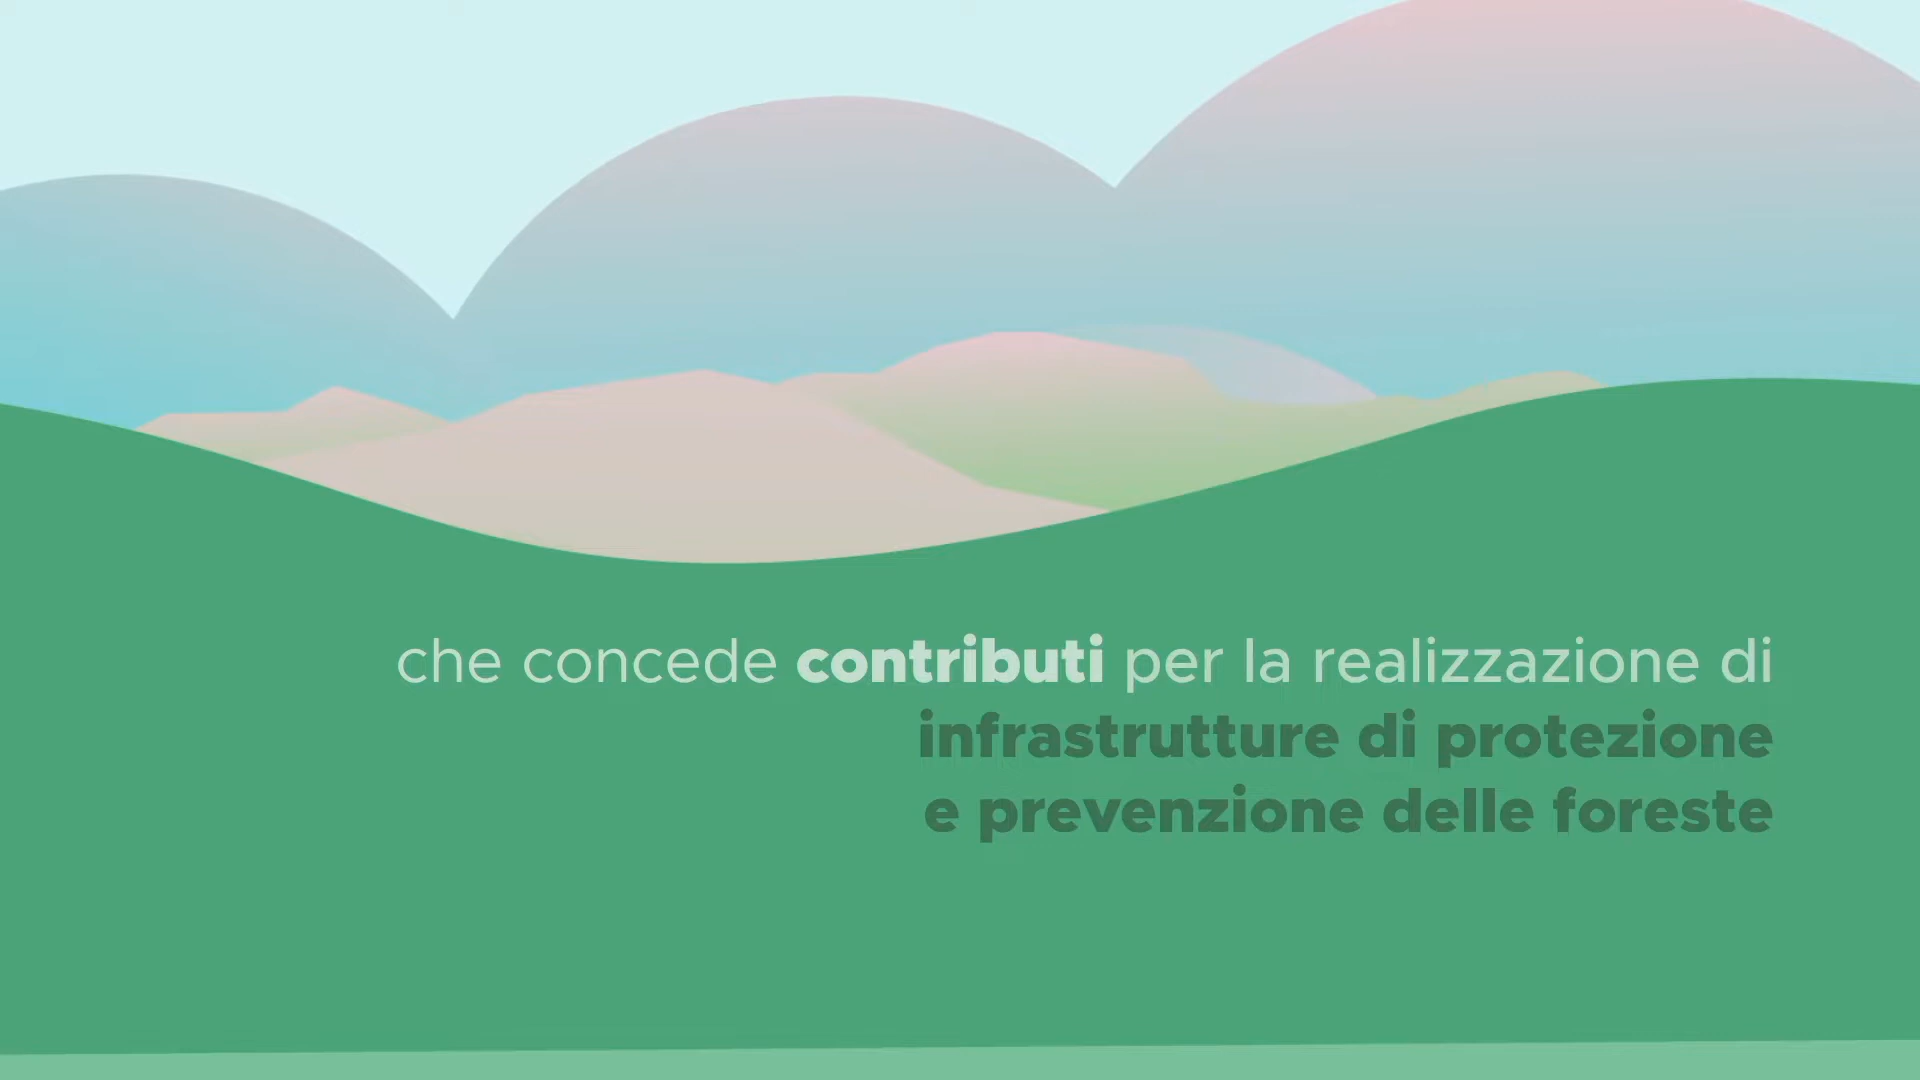 che concede contributi per la realizzazione di
infrastrutture di protezione
e prevenzione delle foreste